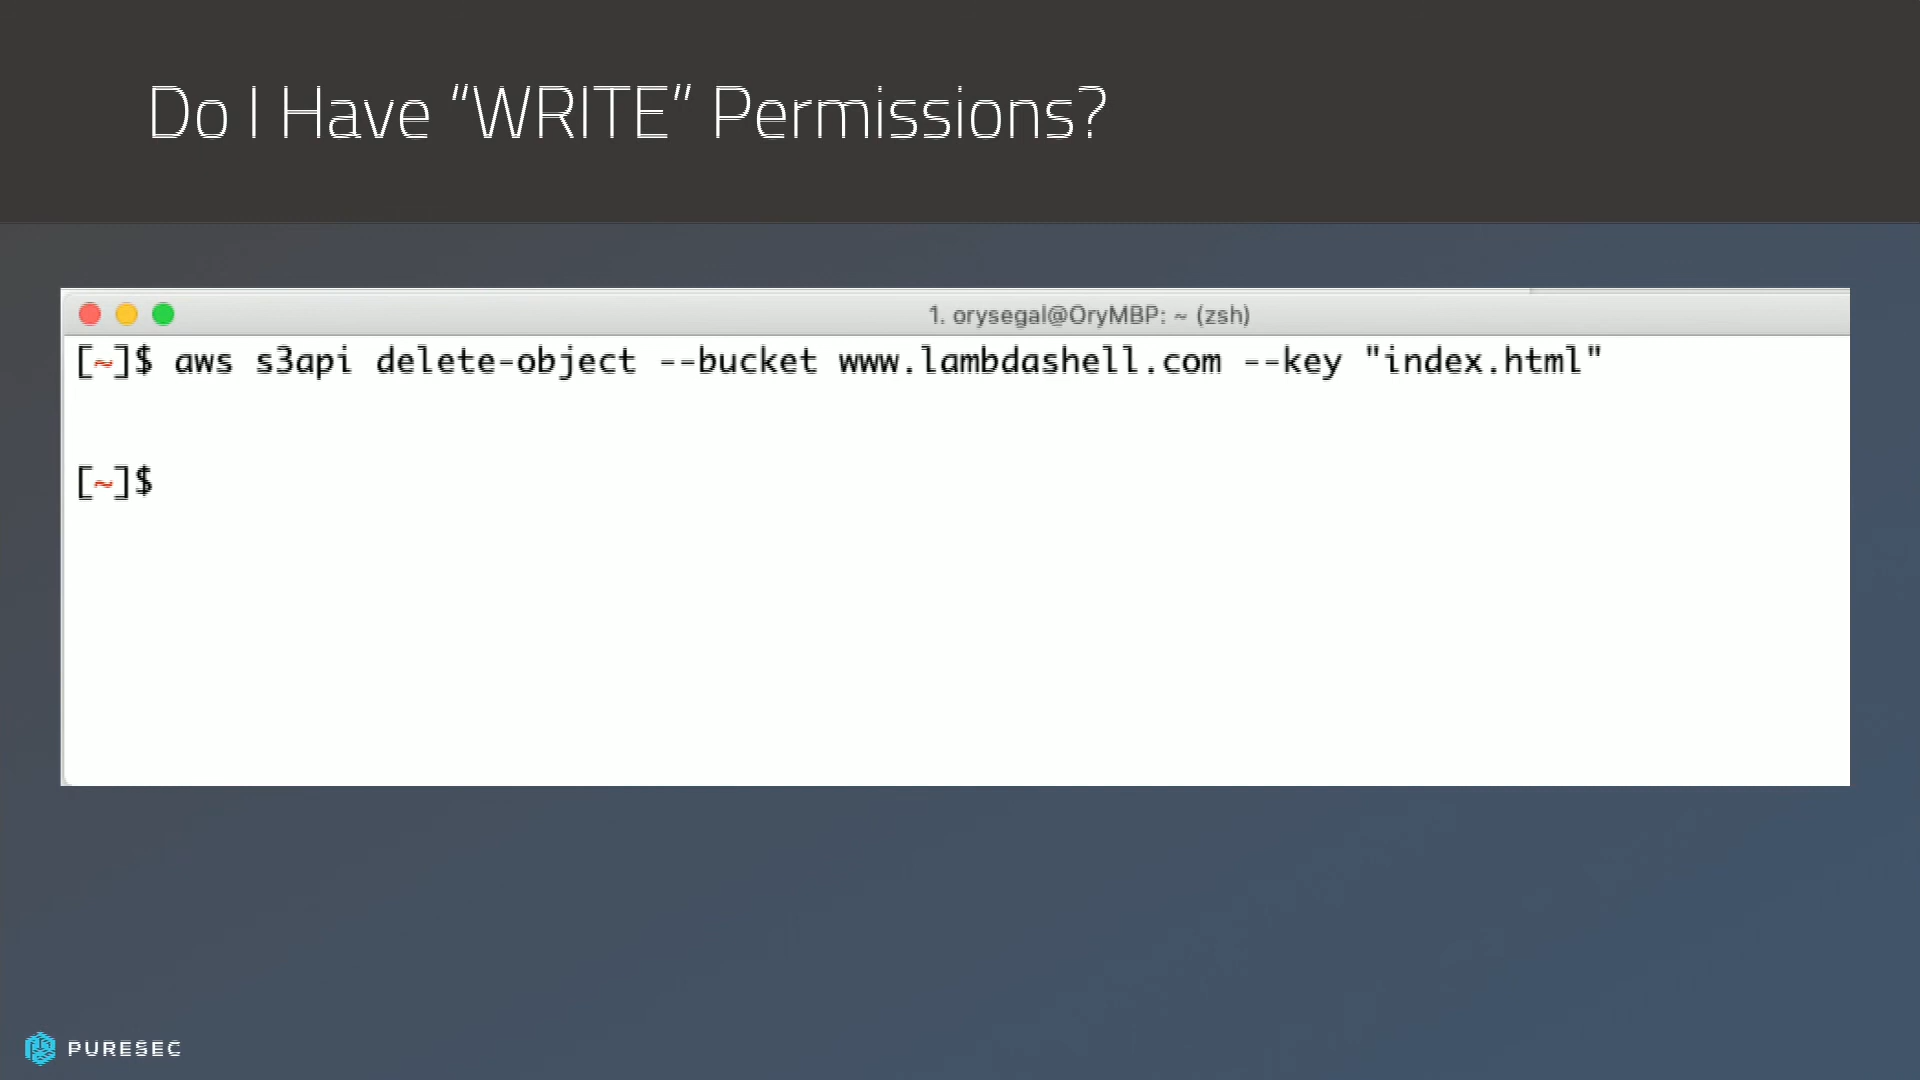 Do I Have “WRITE” Permissions?
1. orysegal@OryMBP: ~ (zsh)
[~]$ aws s3api delete-object --bucket www.lambdashell.com --key "index.html"
[~]$
PURESEC